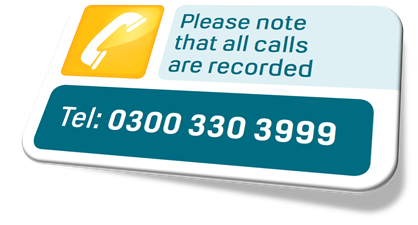 Please note
that all calls
are recorded
Tel: 0300 330 3999